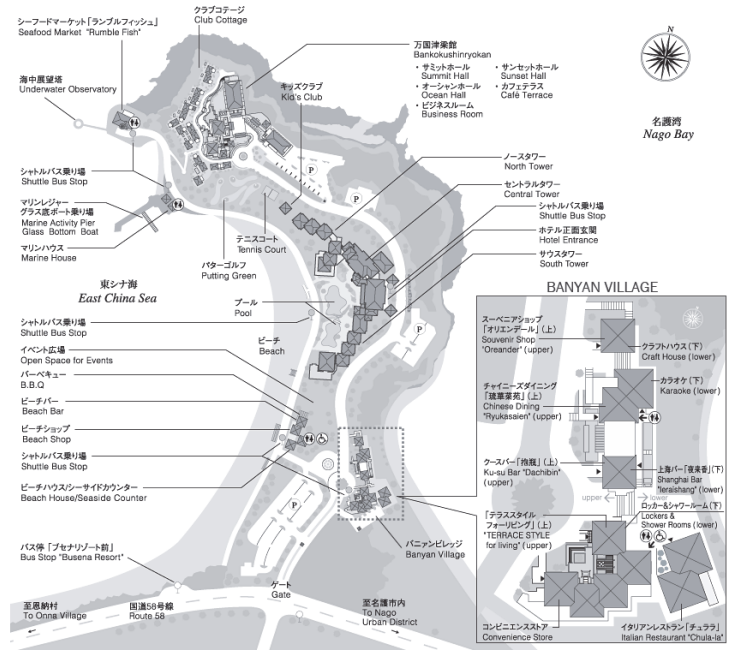 シーフードマーケット「ランブルフィッシュ」
Seafood Market "Rumble Fish"
クラブコテージ
Club Cottage
万国津梁館
Bankokushinryokan
・サミットホール
Summit Hall
・サンセットホール
Sunset Hall
・オーシャンホール
Ocean Hall
・カフェテラス
Café Terrace
・ビジネスルーム
Business Room
N
名護湾
Nago Bay
海中展望塔
Underwater Observatory
キッズクラブ
Kid's Club
シャトルバス乗り場
Shuttle Bus Stop
マリンレジャー
グラス底ボート乗り場
Marine Activity Pier
Glass Bottom Boat
マリンハウス
Marine House
P
P
ノースタワー
North Tower
セントラルタワー
Central Tower
シャトルバス乗り場
Shuttle Bus Stop
ホテル正面玄関
Hotel Entrance
サウスタワー
South Tower
テニスコート
Tennis Court
パターゴルフ
Putting Green
東シナ海
East China Sea
プール
Pool
シャトルバス乗り場
Shuttle Bus Stop
ビーチ
Beach
P
イベント広場
Open Space for Events
バーベキュー
B.B.Q
ビーチバー
Beach Bar
ビーチショップ
Beach Shop
シャトルバス乗り場
Shuttle Bus Stop
ビーチハウス/シーサイドカウンター
Beach House/Seaside Counter
P
バニヤンビレッジ
Banyan Village
バス停「ブセナリゾート前」
Bus Stop "Busena Resort"
ゲート
Gate
至恩納村
To Onna Village
国道58号線
Route 58
至名護市内
To Nago
Urban District
BANYAN VILLAGE
スーベニアショップ
「オリエンデール」（上）
Souvenir Shop
"Oreander" (upper)
クラフトハウス（下）
Craft House (lower)
カラオケ（下）
Karaoke (lower)
チャイニーズダイニング
「琉華菜苑」（上）
Chinese Dining
"Ryukasaien" (upper)
クースバー「抱瓶」（上）
Ku-su Bar "Dachibin"
(upper)
上海バー「夜来香」（下）
Shanghai Bar
"Ieraishang" (lower)
upper
lower
ロッカー&シャワールーム（下）
Lockers &
Shower Rooms (lower)
「テラススタイル
フォーリビング」（上）
"TERRACE STYLE
for living" (upper)
コンビニエンスストア
Convenience Store
イタリアンレストラン「チュララ」
Italian Restaurant "Chula-la"